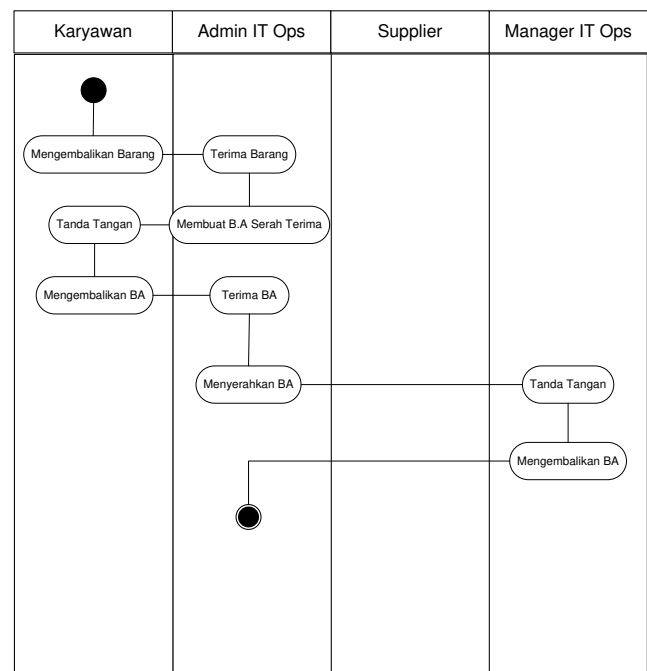 Karyawan
Admin IT Ops
Supplier
Manager IT Ops
Mengembalikan Barang
Terima Barang
Tanda Tangan
Membuat B.A Serah Terima
Mengembalikan BA
Terima BA
Menyerahkan BA
Tanda Tangan
Mengembalikan BA